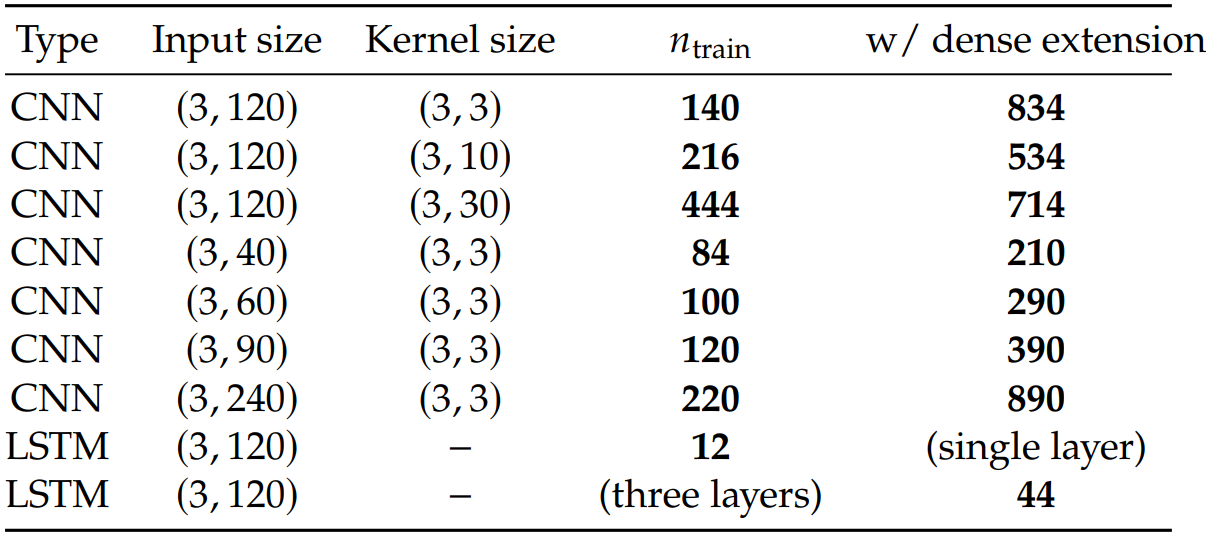 Type Input size Kernel size n_train w/ dense extension
CNN (3, 120) (3, 3) 140 834
CNN (3, 120) (3, 10) 216 534
CNN (3, 120) (3, 30) 444 714
CNN (3, 40) (3, 3) 84 210
CNN (3, 60) (3, 3) 100 290
CNN (3, 90) (3, 3) 120 390
CNN (3, 240) (3, 3) 220 890
LSTM (3, 120) – 12 (single layer)
LSTM (3, 120) – (three layers) 44